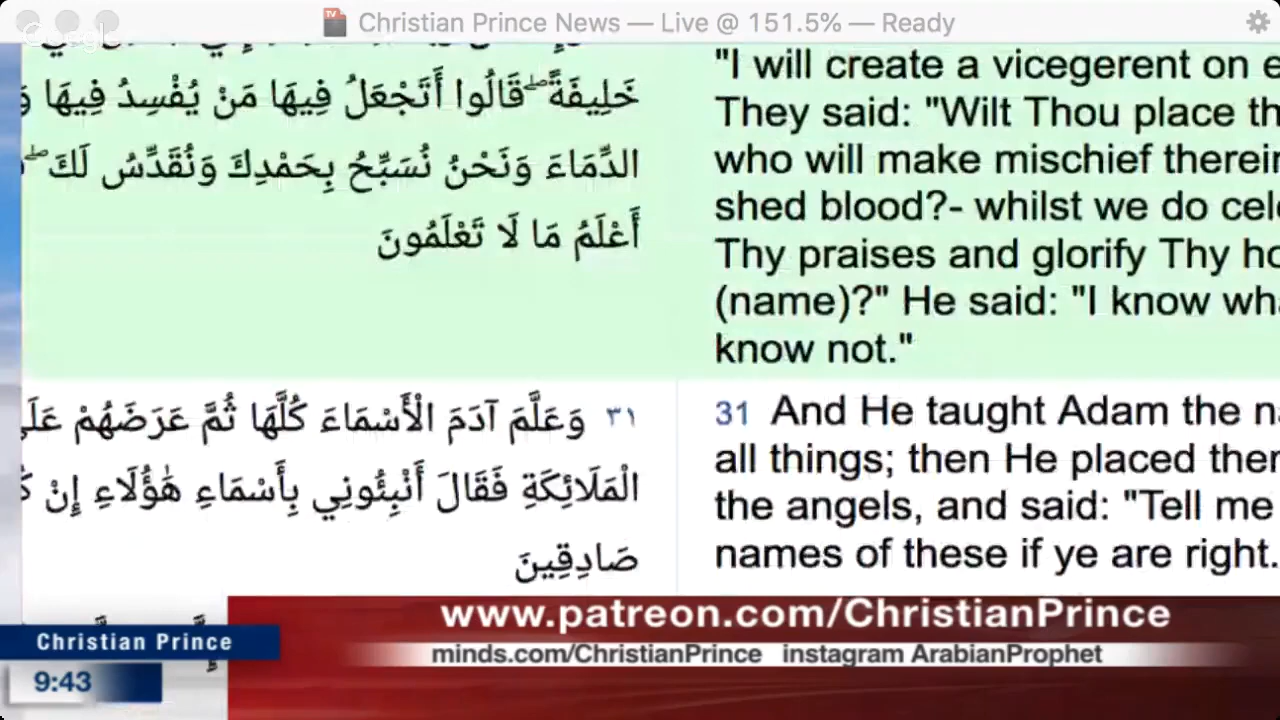 Christian Prince News — Live @ 151.5% — Ready
Google
خَلِيفَةً ۖ قَالُوا أَتَجْعَلُ فِيهَا مَنْ يُفْسِدُ فِيهَا
الدِّمَاءَ وَنَحْنُ نُسَبِّحُ بِحَمْدِكَ وَنُقَدِّسُ لَكَ ۖ
أَعْلَمُ مَا لَا تَعْلَمُونَ
٣١ وَعَلَّمَ آدَمَ الْأَسْمَاءَ كُلَّهَا ثُمَّ عَرَضَهُمْ
الْمَلَائِكَةِ فَقَالَ أَنْبِئُونِي بِأَسْمَاءِ هَٰؤُلَاءِ إِنْ
صَادِقِينَ
"I will create a vicegerent on
They said: "Wilt Thou place
who will make mischief
shed blood?- whilst we do
Thy praises and glorify Thy
(name)?" He said: "I know
know not."
31 And He taught Adam the
all things; then He placed
the angels, and said: "Tell me
names of these if ye are right.
www.patreon.com/ChristianPrince
minds.com/ChristianPrince instagram ArabianProphet
Christian Prince
9:43